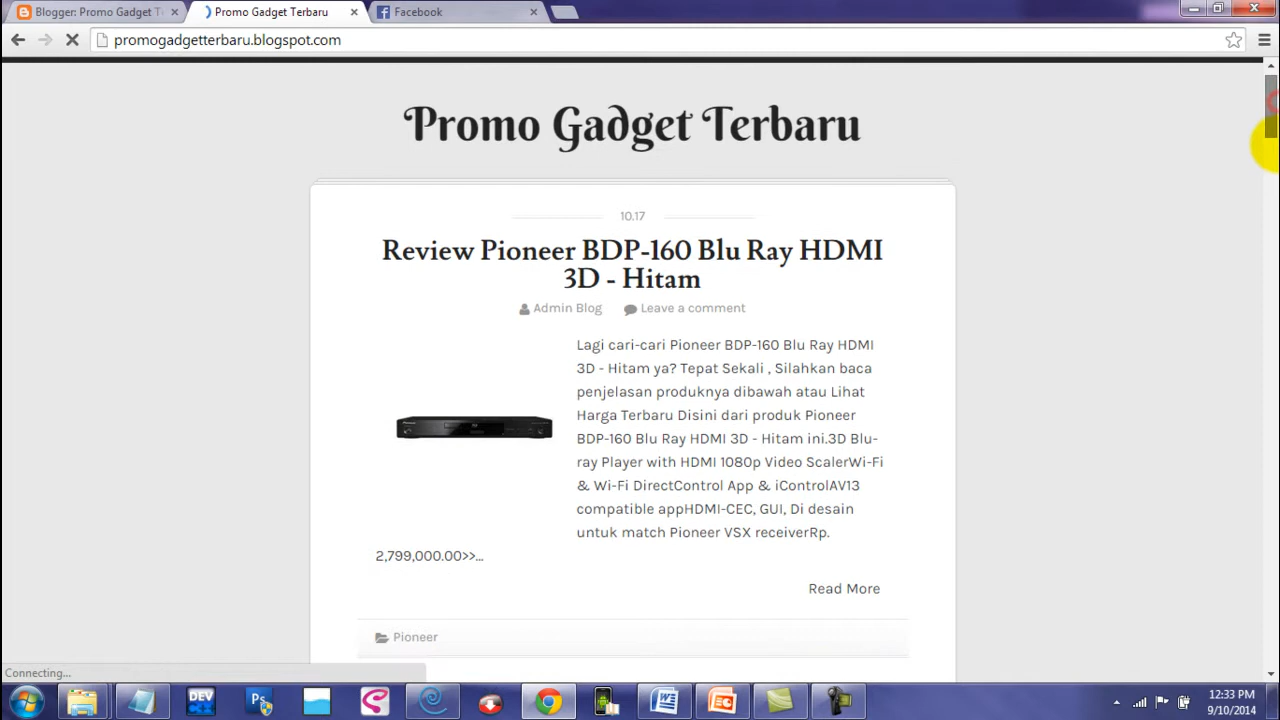 Blogger: Promo Gadget T
Promo Gadget Terbaru
Facebook
promogadgetterbaru.blogspot.com
Promo Gadget Terbaru
10.17
Review Pioneer BDP-160 Blu Ray HDMI
3D - Hitam
Admin Blog
Leave a comment
Lagi cari-cari Pioneer BDP-160 Blu Ray HDMI
3D - Hitam ya? Tepat Sekali , Silahkan baca
penjelasan produknya dibawah atau Lihat
Harga Terbaru Disini dari produk Pioneer
BDP-160 Blu Ray HDMI 3D - Hitam ini.3D Blu-
ray Player with HDMI 1080p Video ScalerWi-Fi
& Wi-Fi DirectControl App & iControlAV13
compatible appHDMI-CEC, GUI, Di desain
untuk match Pioneer VSX receiverRp.
2,799,000.00>>...
Read More
Pioneer
Connecting...
DEV
Ps
12:33 PM
9/10/2014